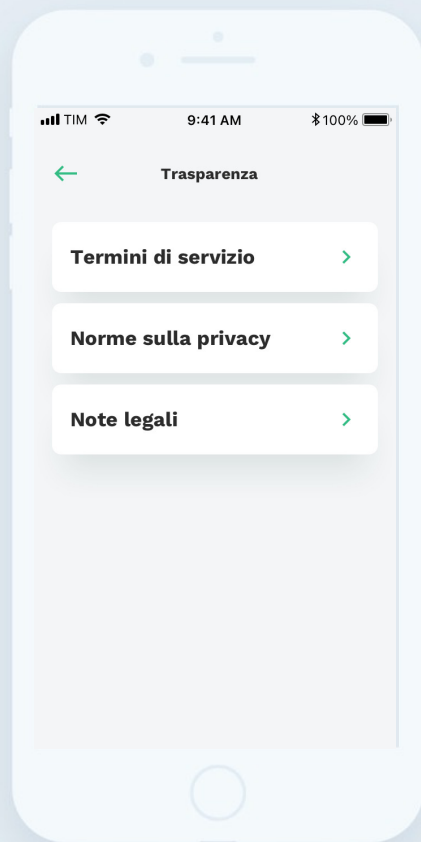 TIM 9:41 AM 100%
Trasparenza
Termini di servizio
Norme sulla privacy
Note legali